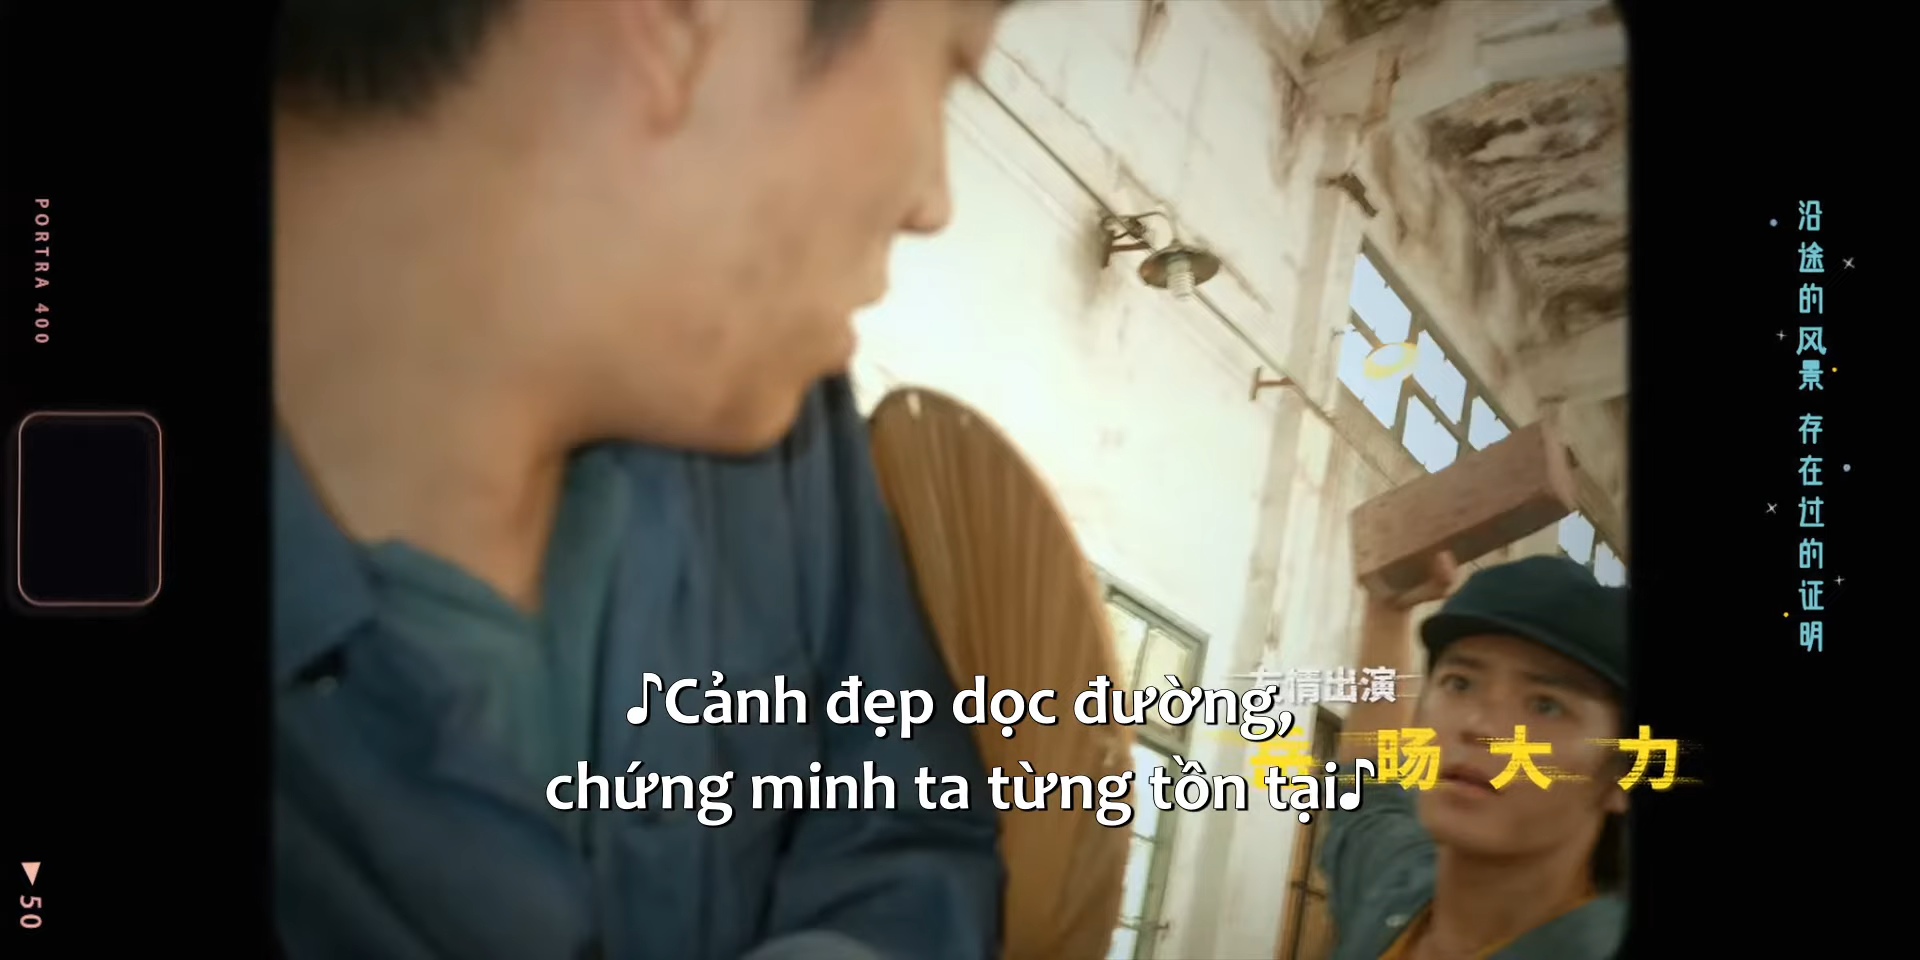 PORTRA 400
50
沿途的风景 存在过的证明
友情出演
旸大力
♪Cảnh đẹp dọc đường,
chứng minh ta từng tồn tại♪